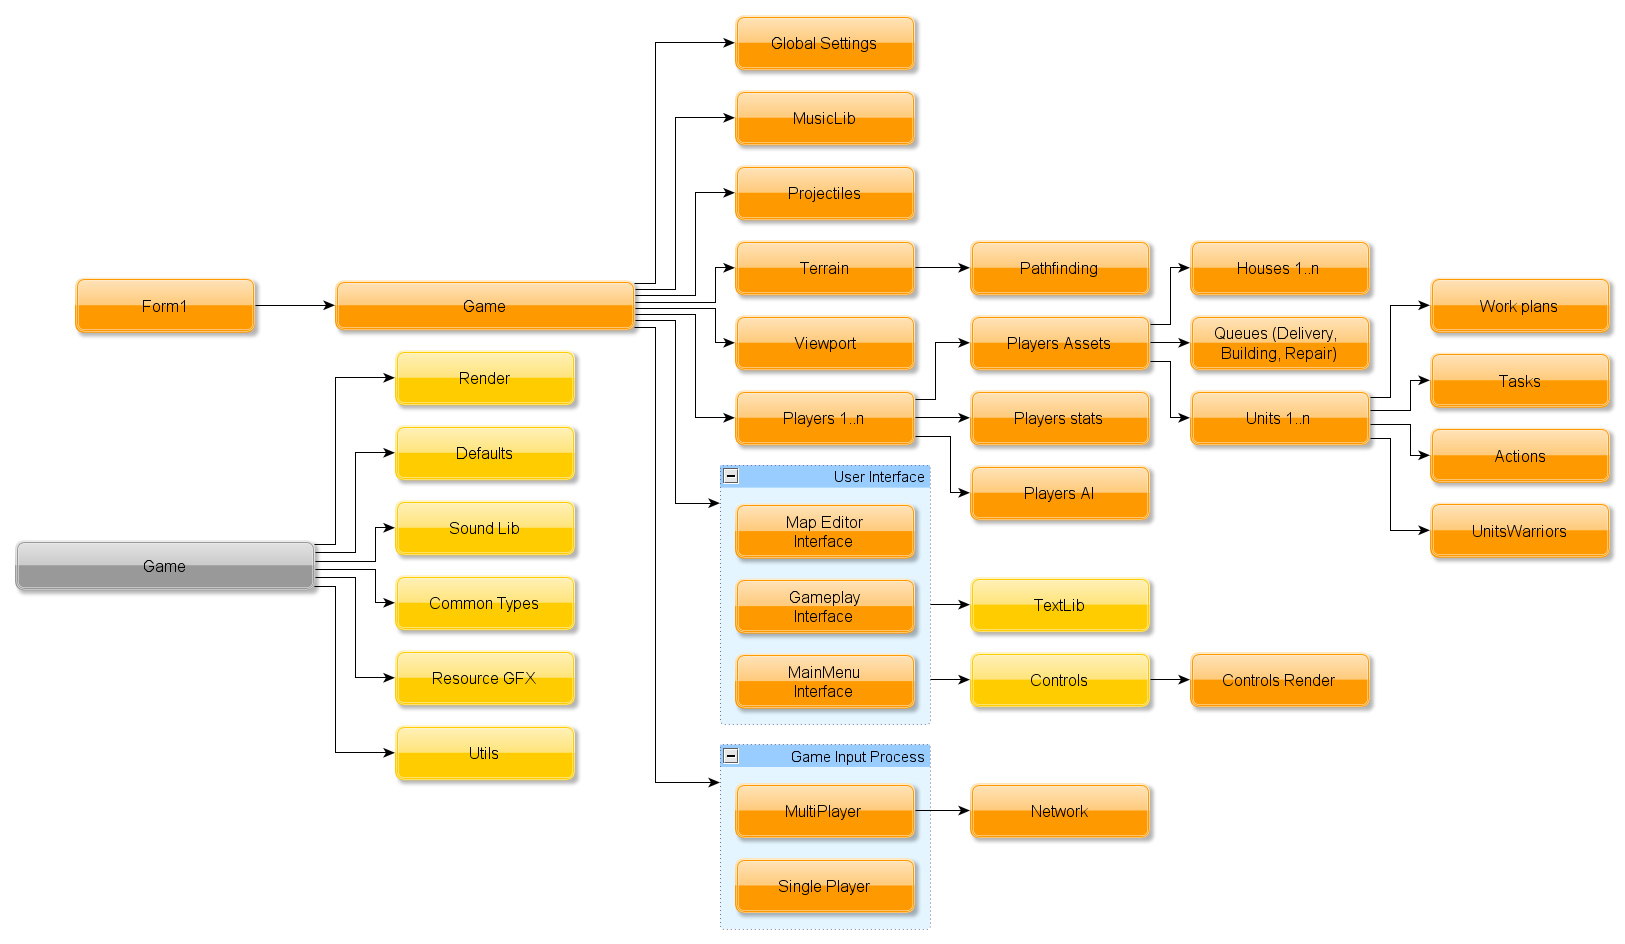 Global Settings
MusicLib
Projectiles
Terrain
Pathfinding
Houses 1..n
Form1
Game
Work plans
Viewport
Players Assets
Queues (Delivery,
Building, Repair)
Render
Tasks
Players 1..n
Players stats
Units 1..n
Defaults
Actions
User Interface
Players AI
Map Editor
Interface
Sound Lib
UnitsWarriors
Game
Common Types
Gameplay
Interface
TextLib
Resource GFX
MainMenu
Interface
Controls
Controls Render
Utils
Game Input Process
MultiPlayer
Network
Single Player